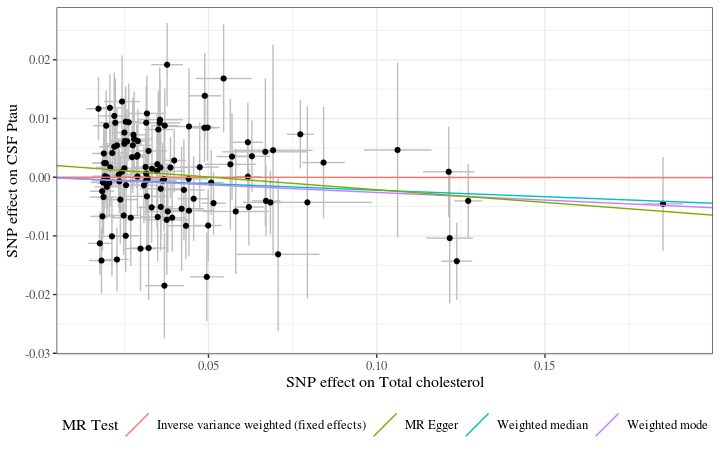 SNP effect on CSF Ptau
0.02
0.01
0.00
-0.01
-0.02
-0.03
0.05
0.10
0.15
SNP effect on Total cholesterol
MR Test
Inverse variance weighted (fixed effects)
MR Egger
Weighted median
Weighted mode